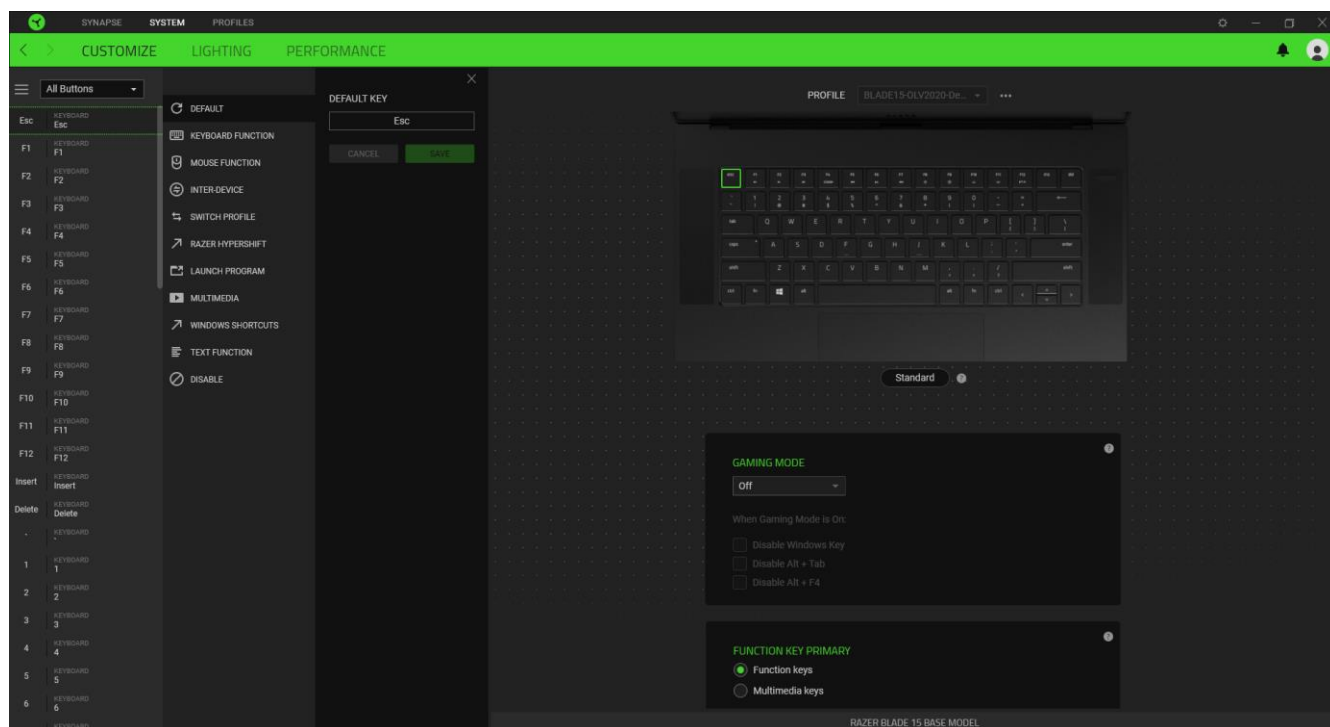 SYNAPSE SYSTEM PROFILES
CUSTOMIZE LIGHTING PERFORMANCE
All Buttons
Esc KEYBOARD
Esc
F1 KEYBOARD
F1
F2 KEYBOARD
F2
F3 KEYBOARD
F3
F4 KEYBOARD
F4
F5 KEYBOARD
F5
F6 KEYBOARD
F6
F7 KEYBOARD
F7
F8 KEYBOARD
F8
F9 KEYBOARD
F9
F10 KEYBOARD
F10
F11 KEYBOARD
F11
F12 KEYBOARD
F12
Insert KEYBOARD
Insert
Delete KEYBOARD
Delete
` KEYBOARD
`
1 KEYBOARD
1
2 KEYBOARD
2
3 KEYBOARD
3
4 KEYBOARD
4
5 KEYBOARD
5
6 KEYBOARD
6
KEYBOARD
DEFAULT
KEYBOARD FUNCTION
MOUSE FUNCTION
INTER-DEVICE
SWITCH PROFILE
RAZER HYPERSHIFT
LAUNCH PROGRAM
MULTIMEDIA
WINDOWS SHORTCUTS
TEXT FUNCTION
DISABLE
DEFAULT KEY
Esc
CANCEL SAVE
PROFILE BLADE15-OLV2020-De...
Q W E R T Y U I O P
A S D F G H J K L
Z X C V B N M
Standard
GAMING MODE
Off
When Gaming Mode is On:
Disable Windows Key
Disable Alt + Tab
Disable Alt + F4
FUNCTION KEY PRIMARY
Function keys
Multimedia keys
RAZER BLADE 15 BASE MODEL